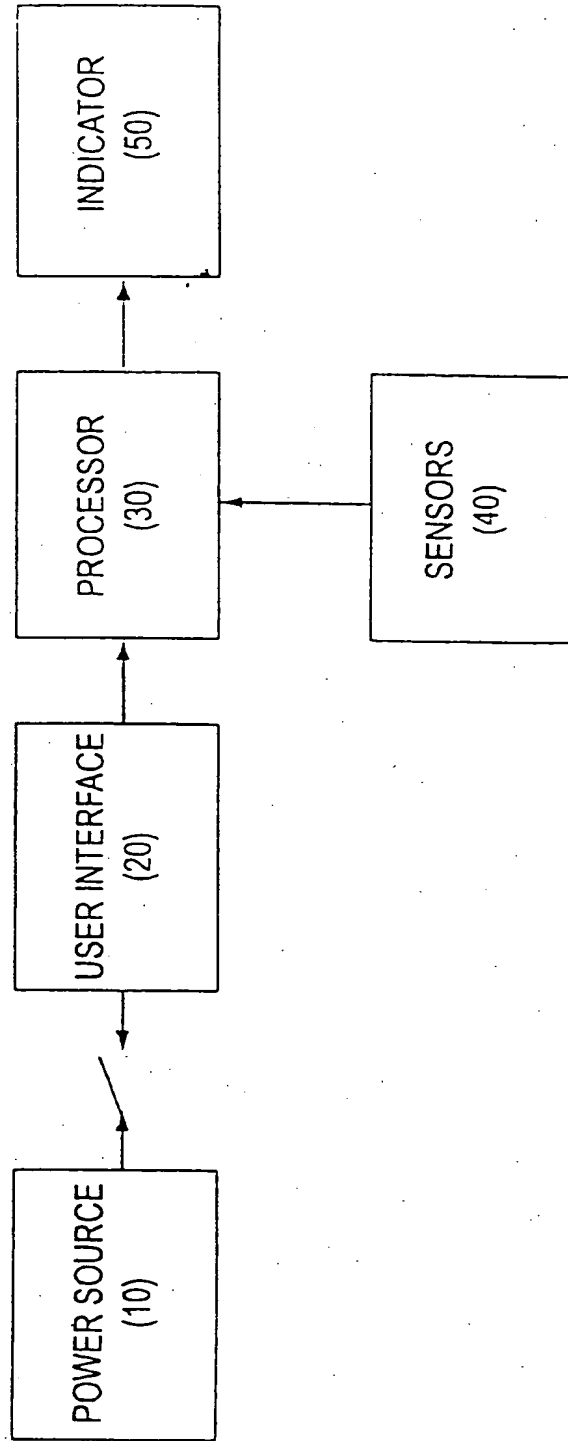 POWER SOURCE
(10)
USER INTERFACE
(20)
PROCESSOR
(30)
INDICATOR
(50)
SENSORS
(40)